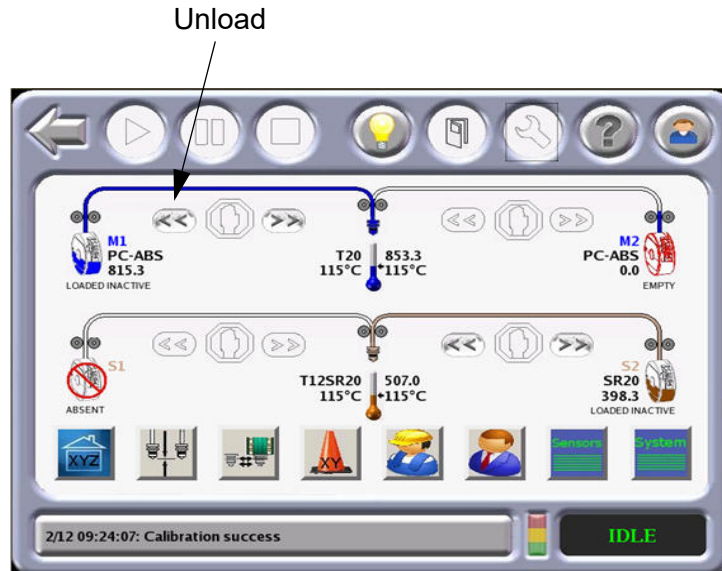 Unload
<< >>
<< >>
M1
PC-ABS
815.3
LOADED INACTIVE
T20 853.3
115°C 115°C
M2
PC-ABS
0.0
EMPTY
<< >>
<< >>
S1
ABSENT
T12SR20 507.0
115°C 115°C
S2
SR20
398.3
LOADED INACTIVE
XYZ
XY
Sensors
System
2/12 09:24:07: Calibration success
IDLE